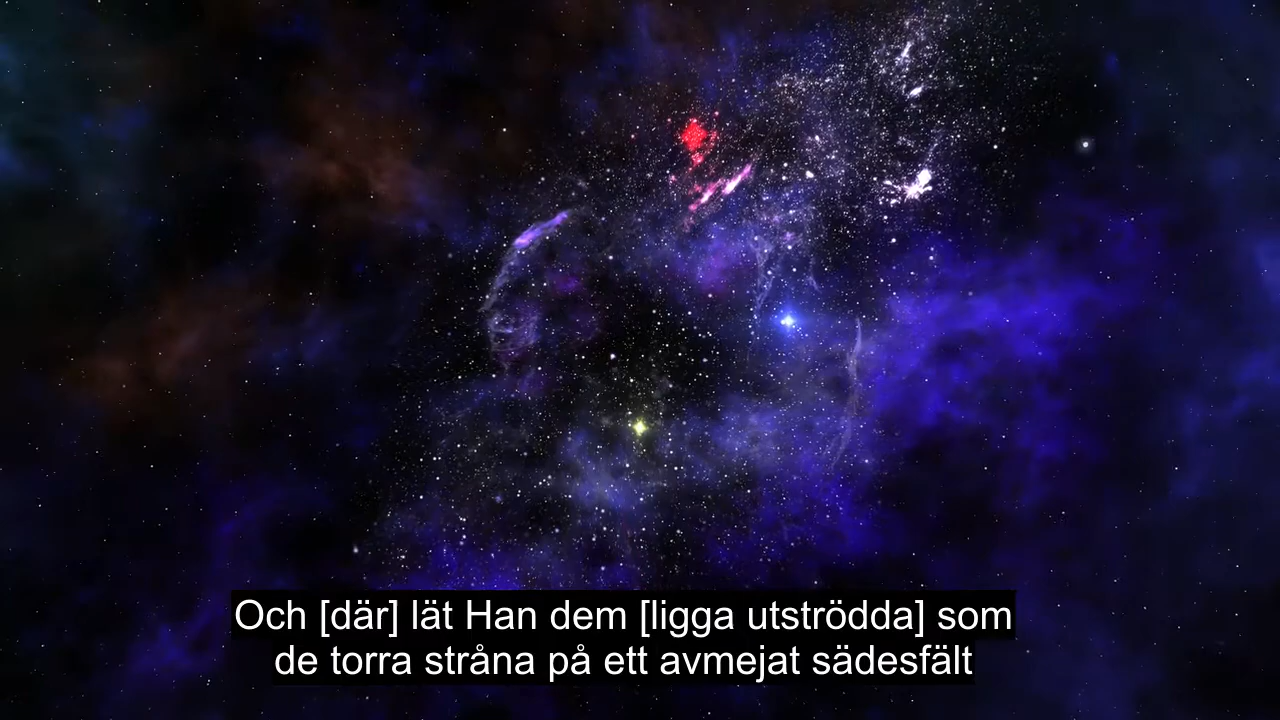 Och [där] lät Han dem [ligga utströdda] som
de torra stråna på ett avmejat sädesfält